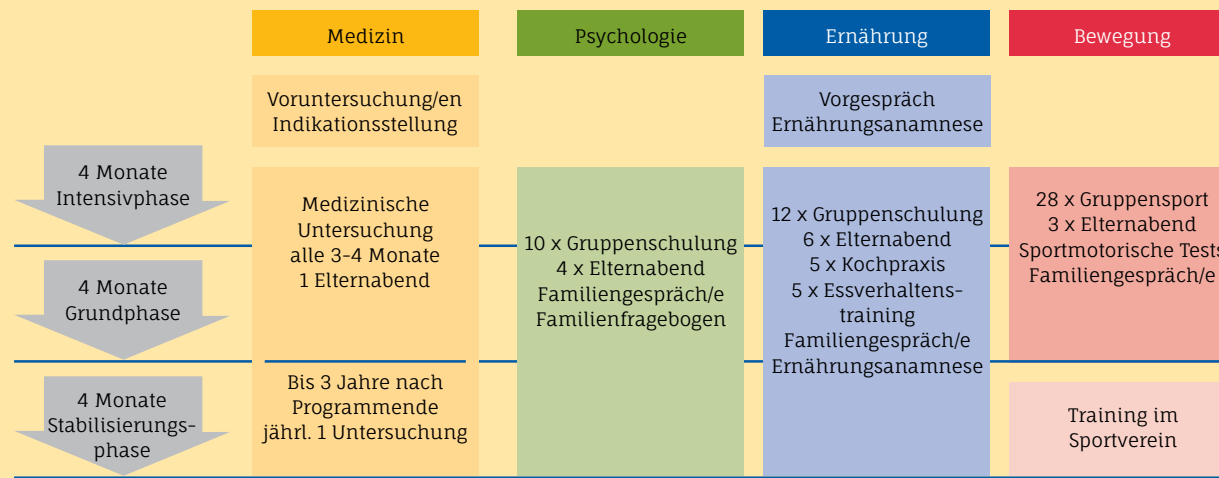 Medizin
Psychologie
Ernährung
Bewegung
Voruntersuchung/en
Indikationsstellung
Vorgespräch
Ernährungsanamnese
4 Monate
Intensivphase
4 Monate
Grundphase
4 Monate
Stabilisierungs-
phase
Medizinische
Untersuchung
alle 3-4 Monate
1 Elternabend
Bis 3 Jahre nach
Programmende
jährl. 1 Untersuchung
10 x Gruppenschulung
4 x Elternabend
Familiengespräch/e
Familienfragebogen
12 x Gruppenschulung
6 x Elternabend
5 x Kochpraxis
5 x Essverhaltens-
training
Familiengespräch/e
Ernährungsanamnese
28 x Gruppensport
3 x Elternabend
Sportmotorische Tests
Familiengespräch/e
Training im
Sportverein